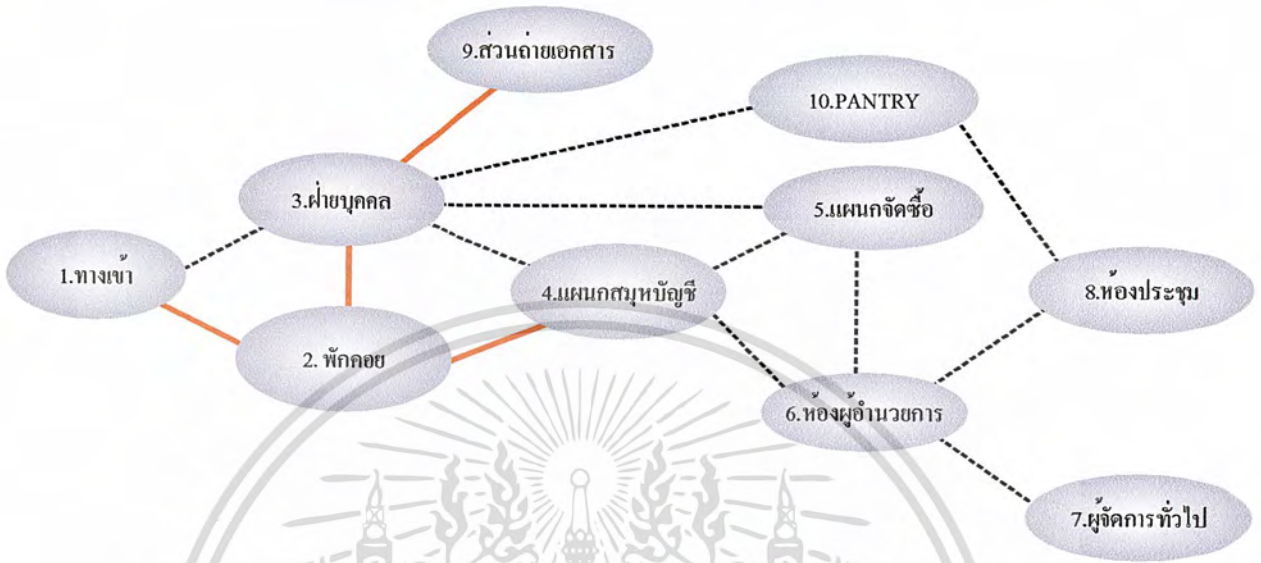 9.ส่วนถ่ายเอกสาร
10.PANTRY
3.ฝ่ายบุคคล
5.แผนกจัดซื้อ
1.ทางเข้า
4.แผนกสมุหบัญชี
8.ห้องประชุม
2. พักคอย
6.ห้องผู้อำนวยการ
7.ผู้จัดการทั่วไป